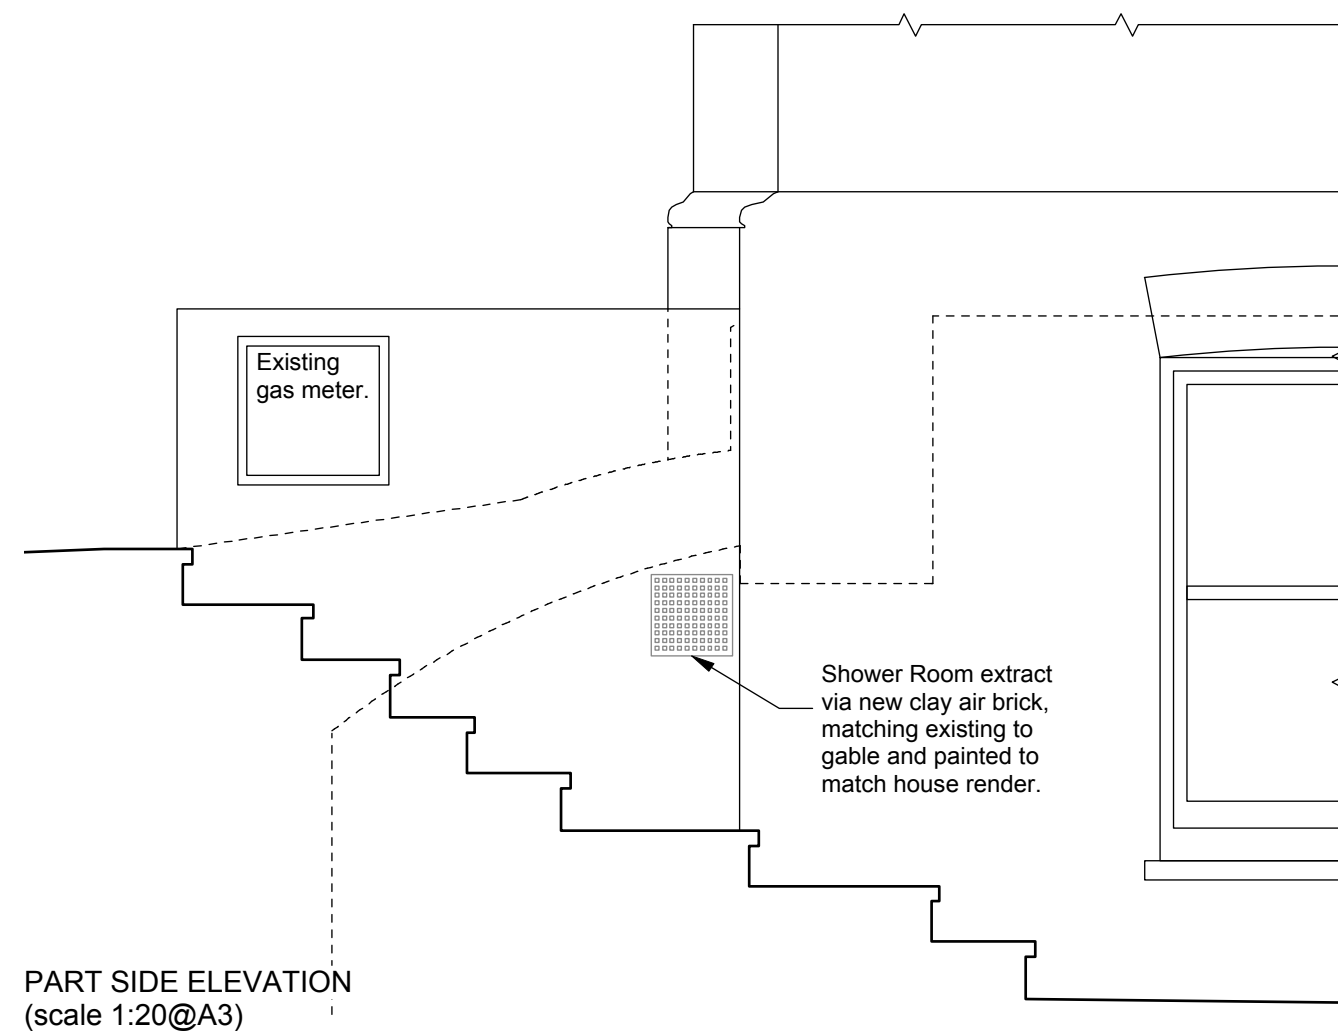 Existing
gas meter.
Shower Room extract
via new clay air brick,
matching existing to
gable and painted to
match house render.
PART SIDE ELEVATION
(scale 1:20@A3)